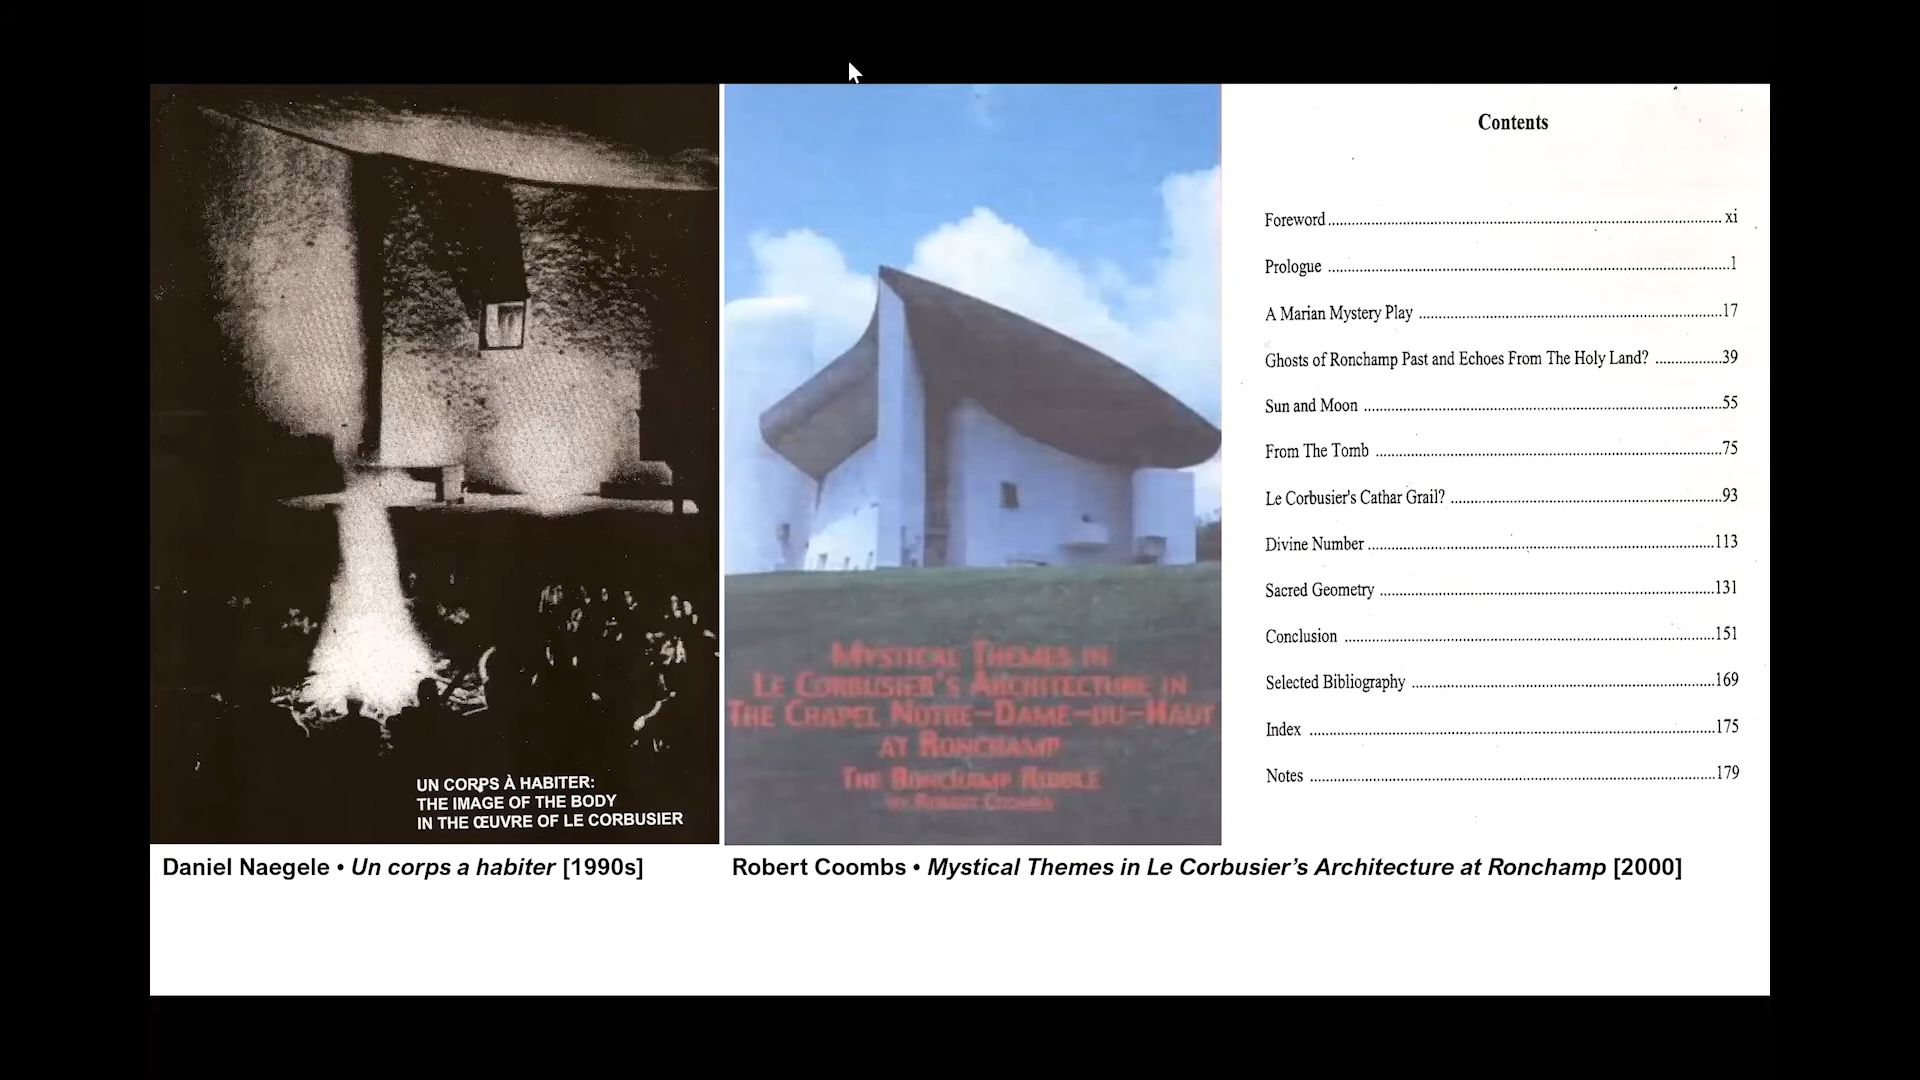 UN CORPS À HABITER:
THE IMAGE OF THE BODY
IN THE ŒUVRE OF LE CORBUSIER
Daniel Naegele • Un corps a habiter [1990s]
MYSTICAL THEMES IN
LE CORBUSIER'S ARCHITECTURE IN
THE CHAPEL NOTRE-DAME-DU-HAUT
AT RONCHAMP
THE RONCHAMP RIDDLE
BY ROBERT COOMBS
Robert Coombs • Mystical Themes in Le Corbusier’s Architecture at Ronchamp [2000]
Contents
Foreword ........ xi
Prologue ........ 1
A Marian Mystery Play ........ 17
Ghosts of Ronchamp Past and Echoes From The Holy Land? ........ 39
Sun and Moon ........ 55
From The Tomb ........ 75
Le Corbusier's Cathar Grail? ........ 93
Divine Number ........ 113
Sacred Geometry ........ 131
Conclusion ........ 151
Selected Bibliography ........ 169
Index ........ 175
Notes ........ 179